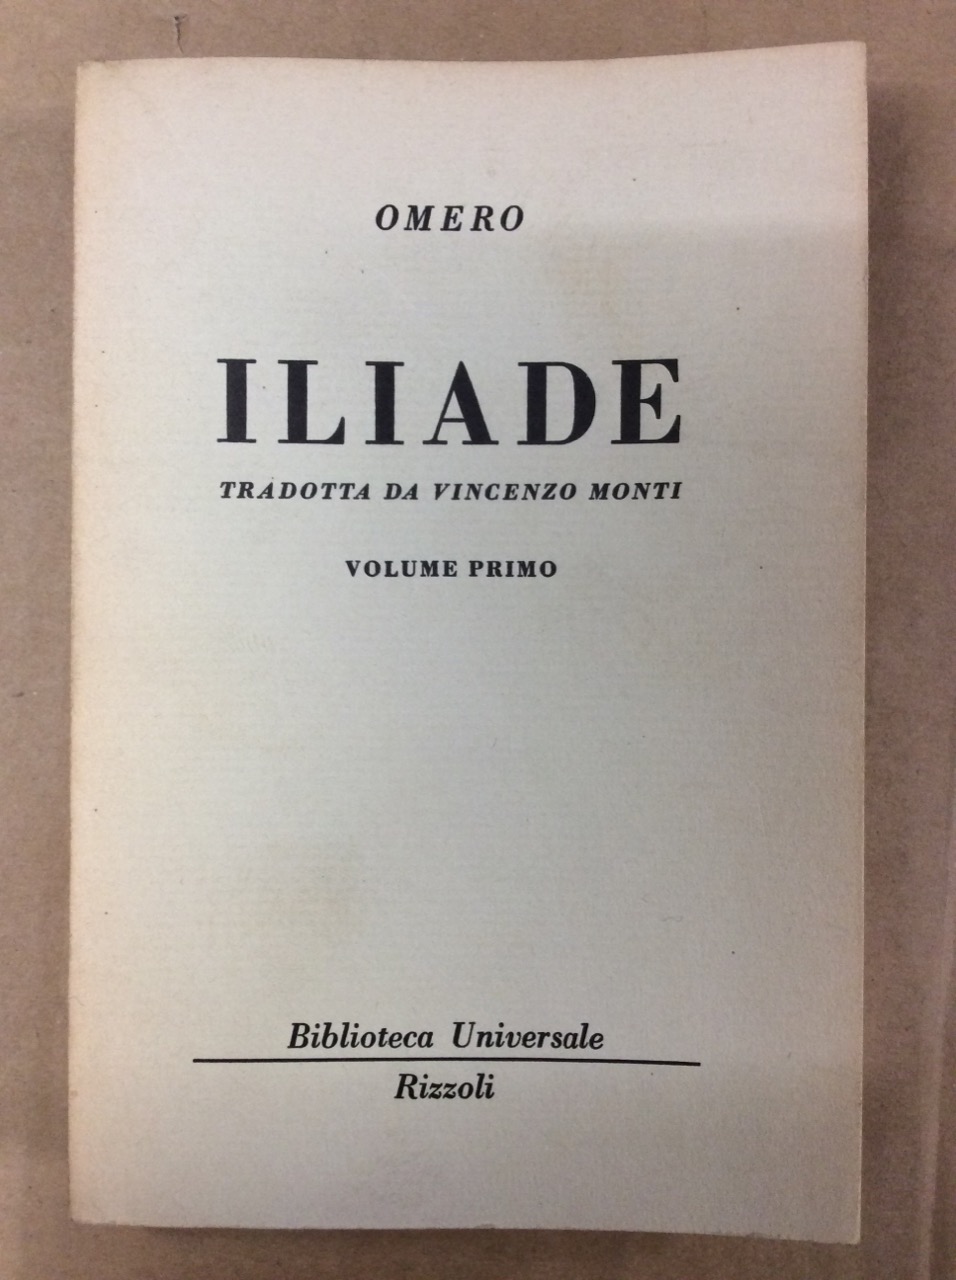 OMERO
ILIADE
TRADOTTA DA VINCENZO MONTI
VOLUME PRIMO
Biblioteca Universale
Rizzoli